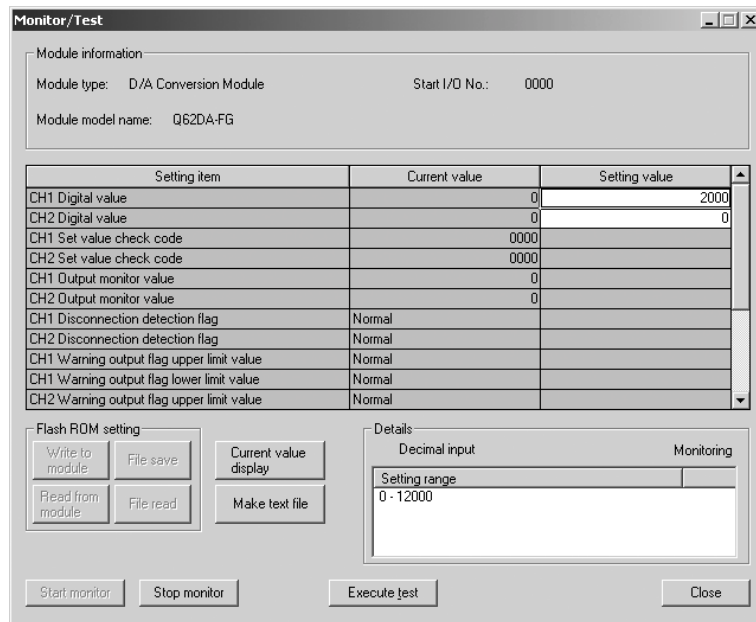 Monitor/Test
Module information
Module type: D/A Conversion Module Start I/O No.: 0000
Module model name: Q62DA-FG
Setting item Current value Setting value
CH1 Digital value 0 2000
CH2 Digital value 0 0
CH1 Set value check code 0000
CH2 Set value check code 0000
CH1 Output monitor value 0
CH2 Output monitor value 0
CH1 Disconnection detection flag Normal
CH2 Disconnection detection flag Normal
CH1 Warning output flag upper limit value Normal
CH1 Warning output flag lower limit value Normal
CH2 Warning output flag upper limit value Normal
Flash ROM setting
Write to
module
File save
Read from
module
File read
Current value
display
Make text file
Details
Decimal input Monitoring
Setting range
0 - 12000
Start monitor Stop monitor Execute test Close